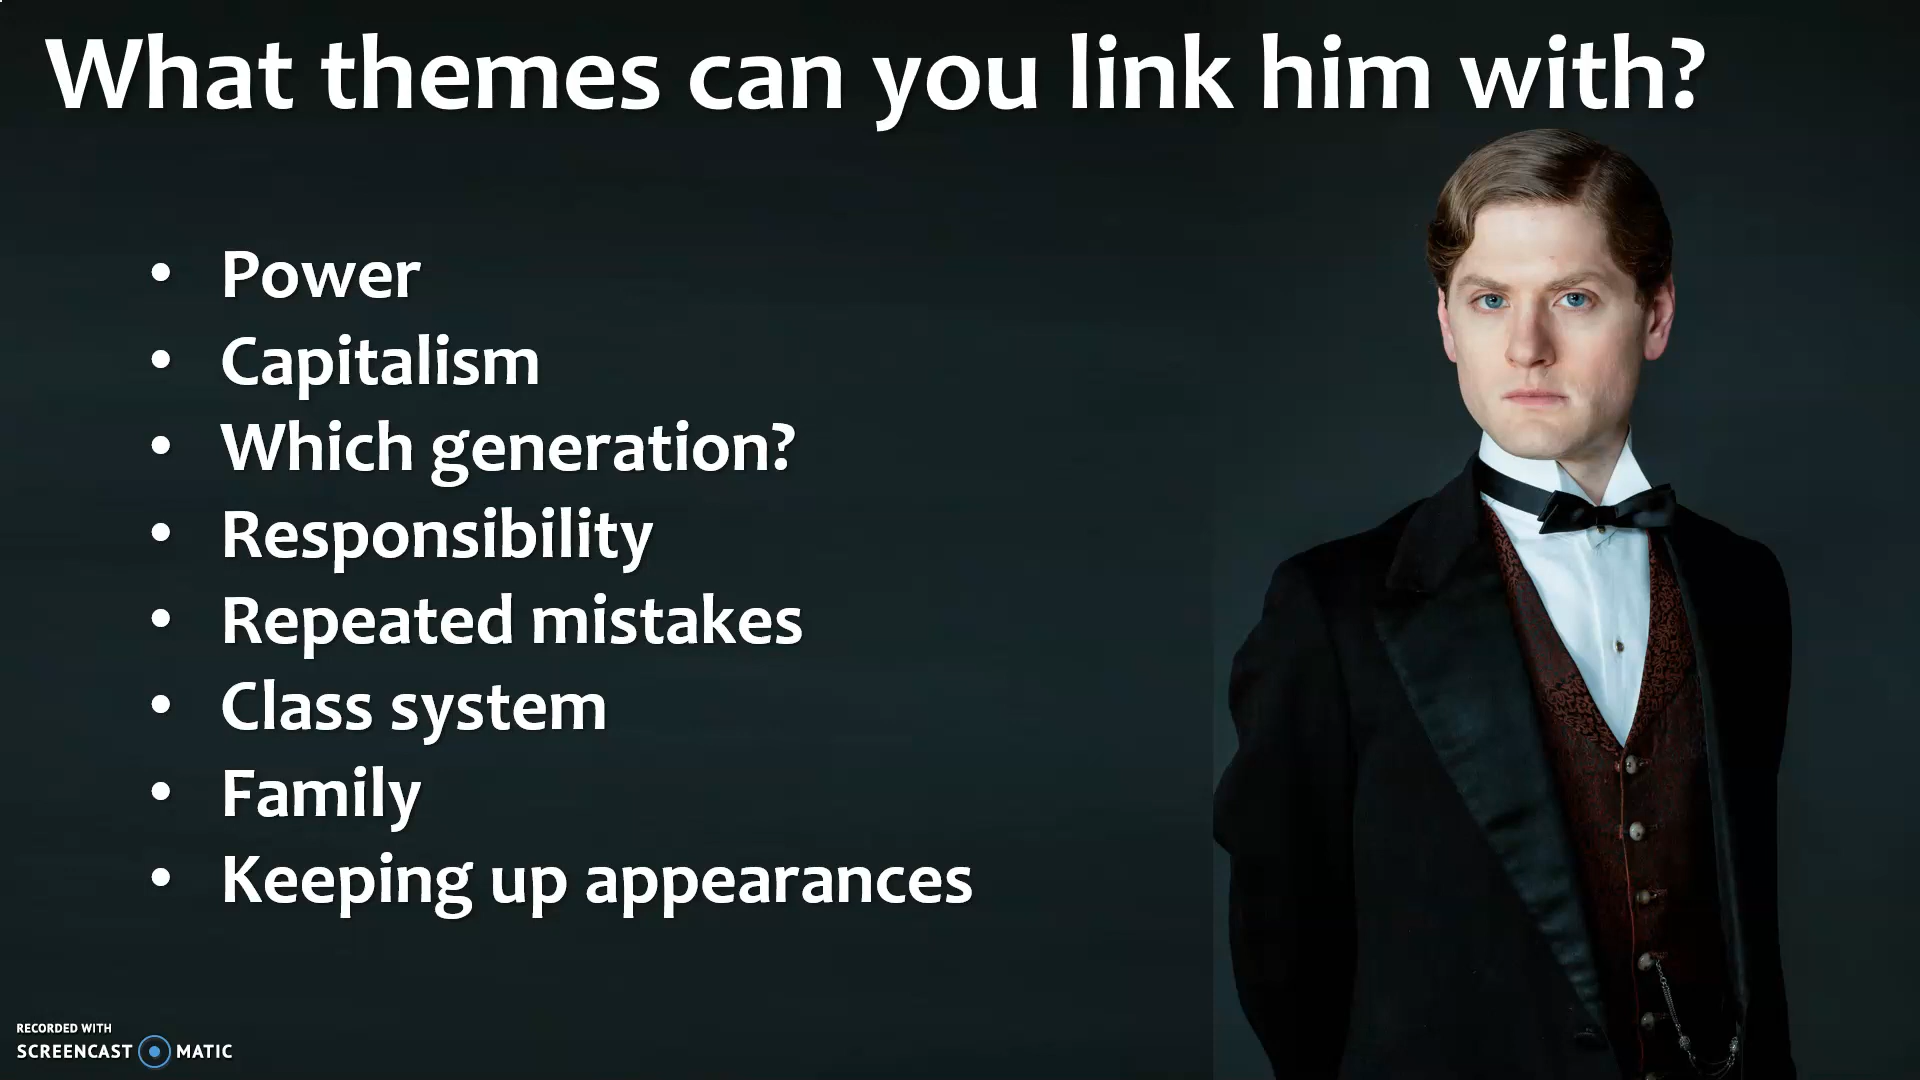 What themes can you link him with?
• Power
• Capitalism
• Which generation?
• Responsibility
• Repeated mistakes
• Class system
• Family
• Keeping up appearances
RECORDED WITH
SCREENCAST MATIC